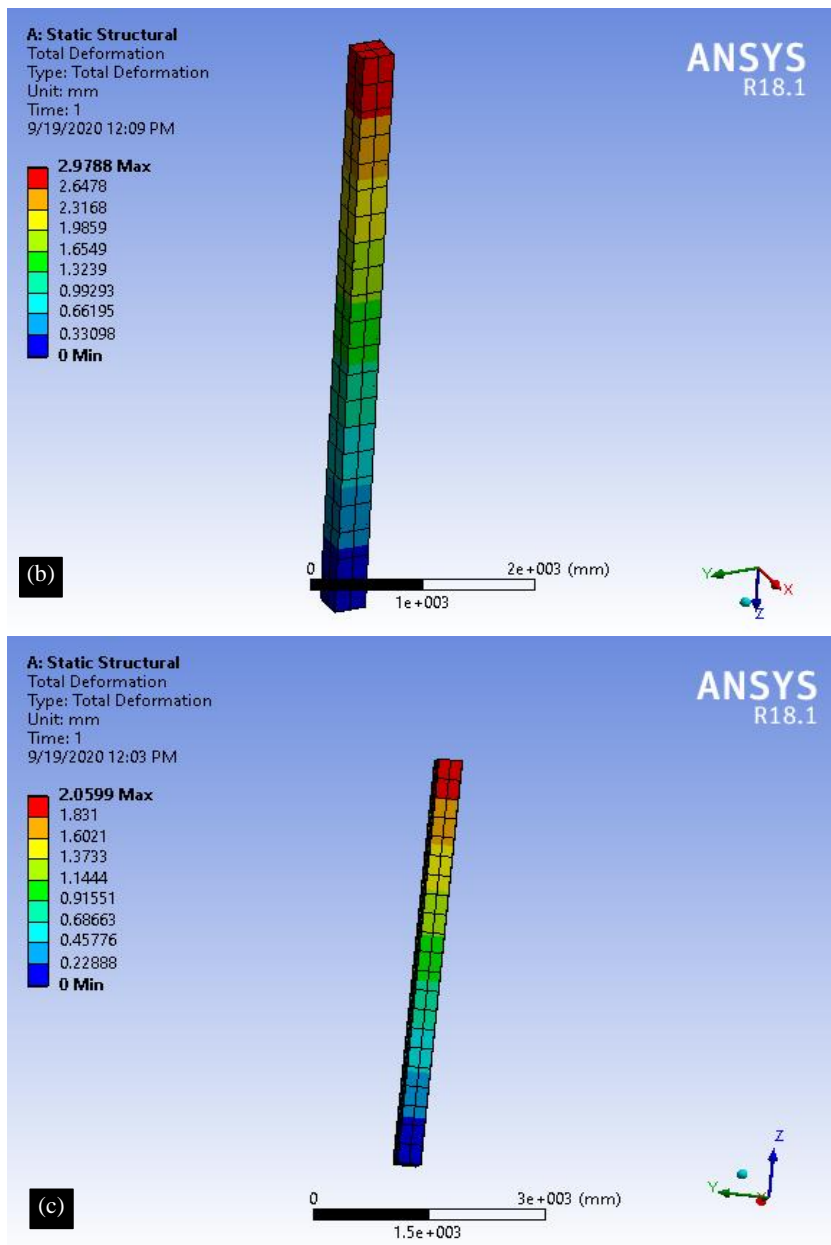 A: Static Structural
Total Deformation
Type: Total Deformation
Unit: mm
Time: 1
9/19/2020 12:09 PM
ANSYS
R18.1
2.9788 Max
2.6478
2.3168
1.9859
1.6549
1.3239
0.99293
0.66195
0.33098
0 Min
(b)
0 2e+003 (mm)
1e+003
Y X
Z
A: Static Structural
Total Deformation
Type: Total Deformation
Unit: mm
Time: 1
9/19/2020 12:03 PM
ANSYS
R18.1
2.0599 Max
1.831
1.6021
1.3733
1.1444
0.91551
0.68663
0.45776
0.22888
0 Min
Z
Y X
(c)
0 3e+003 (mm)
1.5e+003